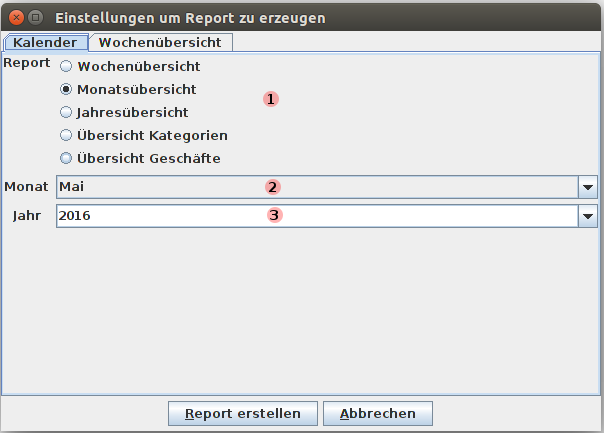 Einstellungen um Report zu erzeugen
Kalender Wochenübersicht
Report Wochenübersicht
Monatsübersicht
1
Jahresübersicht
Übersicht Kategorien
Übersicht Geschäfte
Monat Mai 2
Jahr 2016 3
Report erstellen Abbrechen